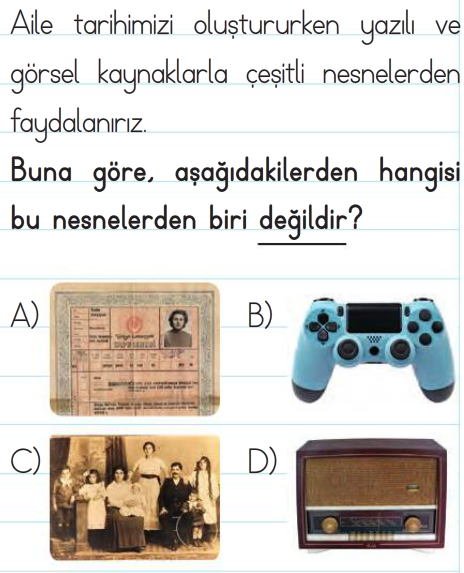 Aile tarihimizi oluştururken yazılı ve
görsel kaynaklarla çeşitli nesnelerden
faydalanırız.
Buna göre, aşağıdakilerden hangisi
bu nesnelerden biri değildir?
A)
B)
C)
D)